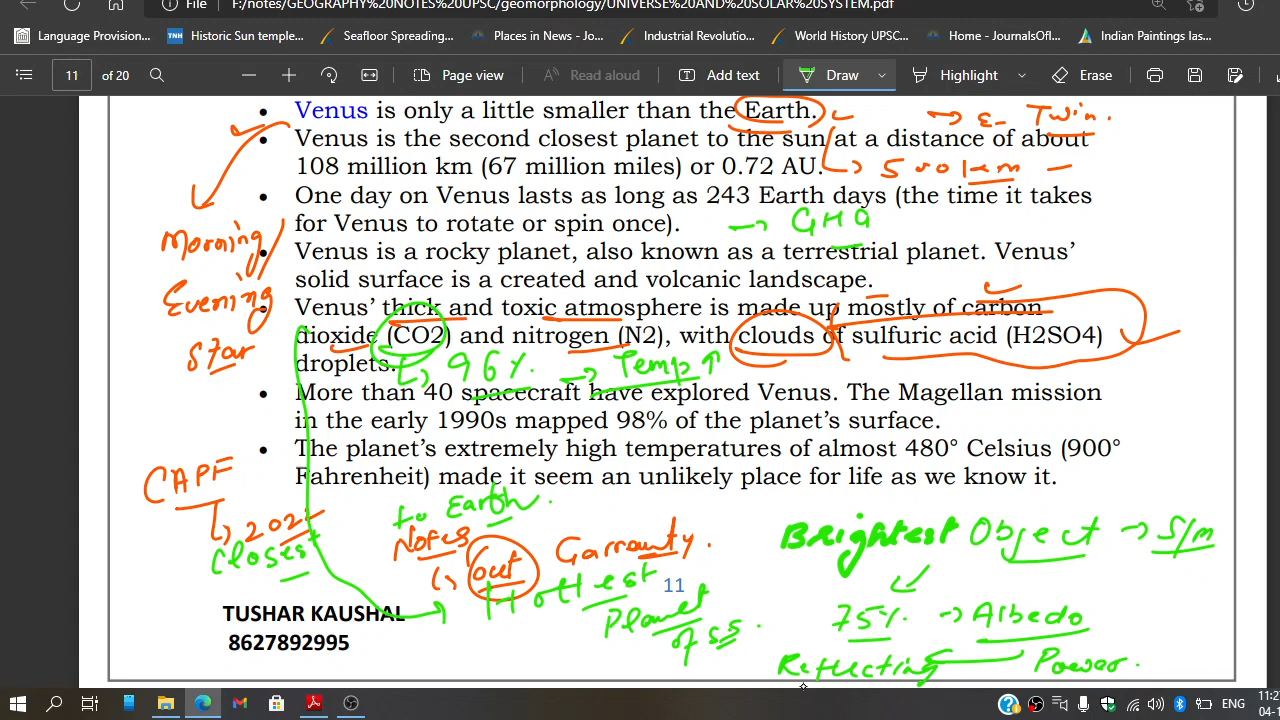 File | F:/notes/GEOGRAPHY%20NOTES%20UPSC/geomorphology/UNIVERSE%20AND%20SOLAR%20SYSTEM.pdf
Language Provision... Historic Sun temple... Seafloor Spreading... Places in News - Jo... Industrial Revolutio... World History UPSC... Home - JournalsOfI... Indian Paintings las...
11 of 20 Page view Read aloud Add text Draw Highlight Erase
• Venus is only a little smaller than the Earth.
Twin.
• Venus is the second closest planet to the sun at a distance of about
108 million km (67 million miles) or 0.72 AU.
500 km
• One day on Venus lasts as long as 243 Earth days (the time it takes
for Venus to rotate or spin once).
GHG
• Venus is a rocky planet, also known as a terrestrial planet. Venus’
solid surface is a created and volcanic landscape.
Morning
Evening
Star
• Venus’ thick and toxic atmosphere is made up mostly of carbon
dioxide (CO2) and nitrogen (N2), with clouds of sulfuric acid (H2SO4)
droplets.
96% → Temp ↑
• More than 40 spacecraft have explored Venus. The Magellan mission
in the early 1990s mapped 98% of the planet’s surface.
• The planet’s extremely high temperatures of almost 480° Celsius (900°
Fahrenheit) made it seem an unlikely place for life as we know it.
CAPF
Closest to Earth.
Notes
out
Garranty.
Hottest
Planet
of SS.
Brightest Object → S/m
75% → Albedo
Reflecting Power.
11
TUSHAR KAUSHAL
8627892995
ENG
11:2
04-1